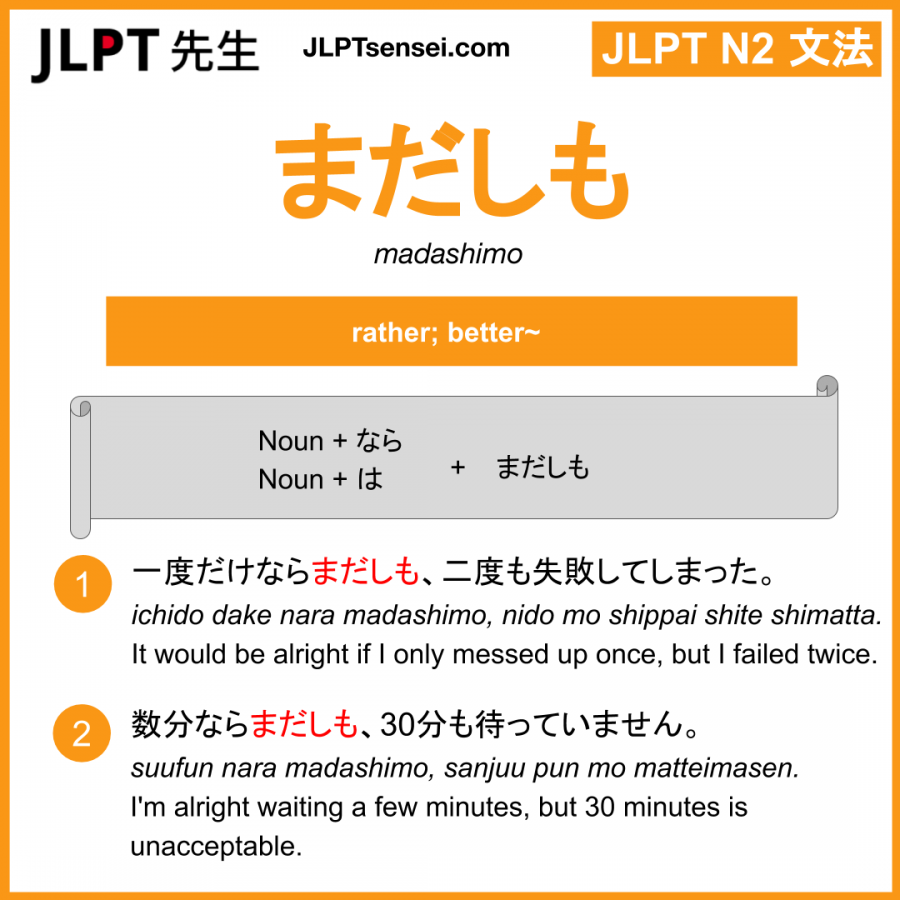 JLPT 先生
JLPTsensei.com
JLPT N2 文法
まだしも
madashimo
rather; better~
Noun + なら
Noun + は
+ まだしも
1
一度だけならまだしも、二度も失敗してしまった。
ichido dake nara madashimo, nido mo shippai shite shimatta.
It would be alright if I only messed up once, but I failed twice.
2
数分ならまだしも、30分も待っていません。
suufun nara madashimo, sanjuu pun mo matteimasen.
I'm alright waiting a few minutes, but 30 minutes is
unacceptable.